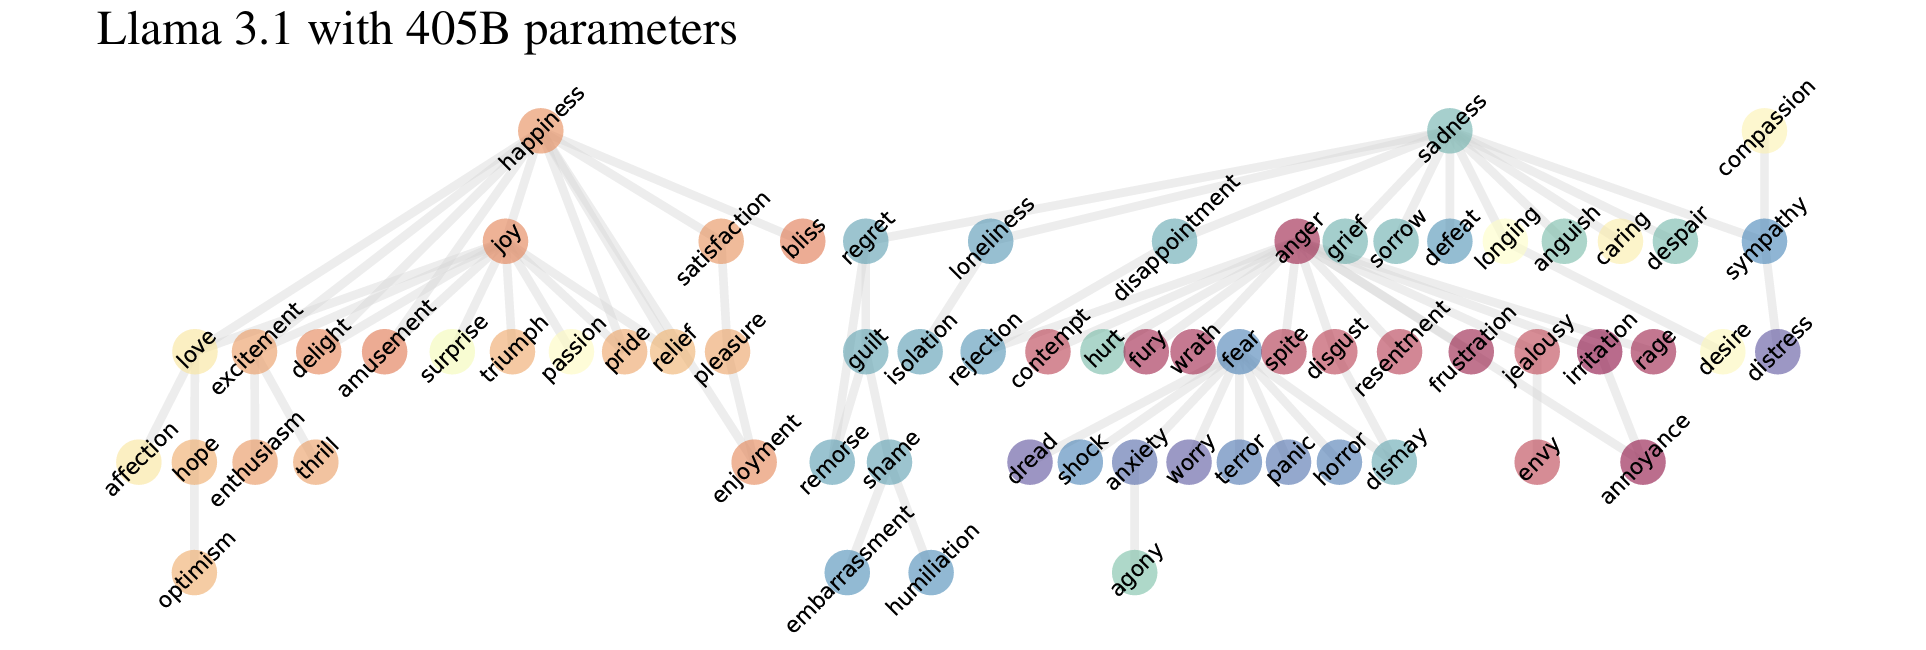 Llama 3.1 with 405B parameters
happiness
sadness
compassion
joy
satisfaction
bliss
regret
loneliness
disappointment
anger
grief
sorrow
defeat
longing
anguish
caring
despair
sympathy
love
excitement
delight
amusement
surprise
triumph
passion
pride
relief
pleasure
guilt
isolation
rejection
contempt
hurt
fury
wrath
fear
spite
disgust
resentment
frustration
jealousy
irritation
rage
desire
distress
affection
hope
enthusiasm
thrill
enjoyment
remorse
shame
dread
shock
anxiety
worry
terror
panic
horror
dismay
envy
annoyance
optimism
embarrassment
humiliation
agony